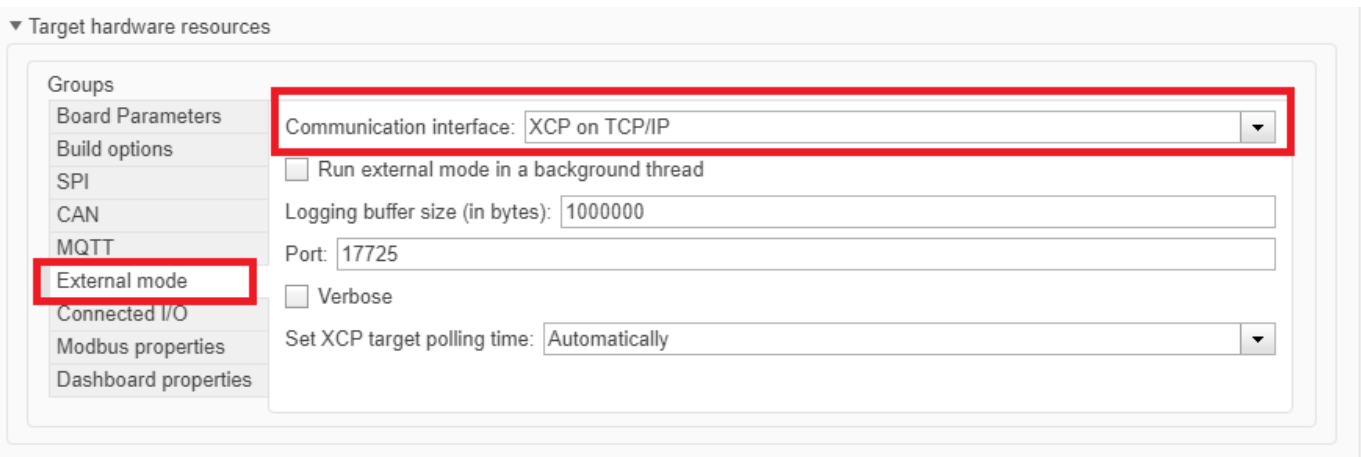 Target hardware resources
Groups
Board Parameters
Build options
SPI
CAN
MQTT
External mode
Connected I/O
Modbus properties
Dashboard properties
Communication interface: XCP on TCP/IP
Run external mode in a background thread
Logging buffer size (in bytes): 1000000
Port: 17725
Verbose
Set XCP target polling time: Automatically